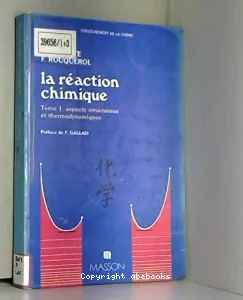 ENSEIGNEMENT DE LA CHIMIE
39656/1+3
F. ROUQUEROL
la réaction
chimique
Tome 1. aspects structuraux
et thermodynamiques
Préface de F. GALLAIS
化
学
MASSON
Copyright Original abebooks